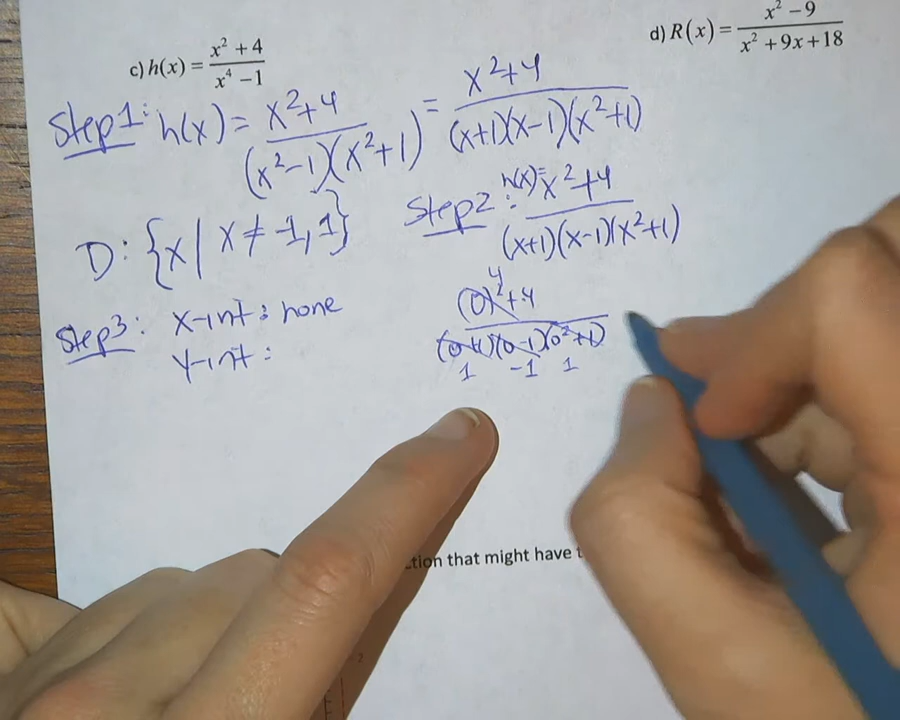 c) h(x) = x² + 4 / x⁴ − 1
d) R(x) = x² − 9 / x² + 9x + 18
Step 1: h(x) = x²+4 / (x²-1)(x²+1) = x²+4 / (x+1)(x-1)(x²+1)
D: {x | x ≠ -1, 1}
Step 2: h(x)= x²+4 / (x+1)(x-1)(x²+1)
Step 3: x-int: none
y-int:
4
(0)²+4 / (0+1)(0-1)(0²+1)
1 -1 1
tion that might have